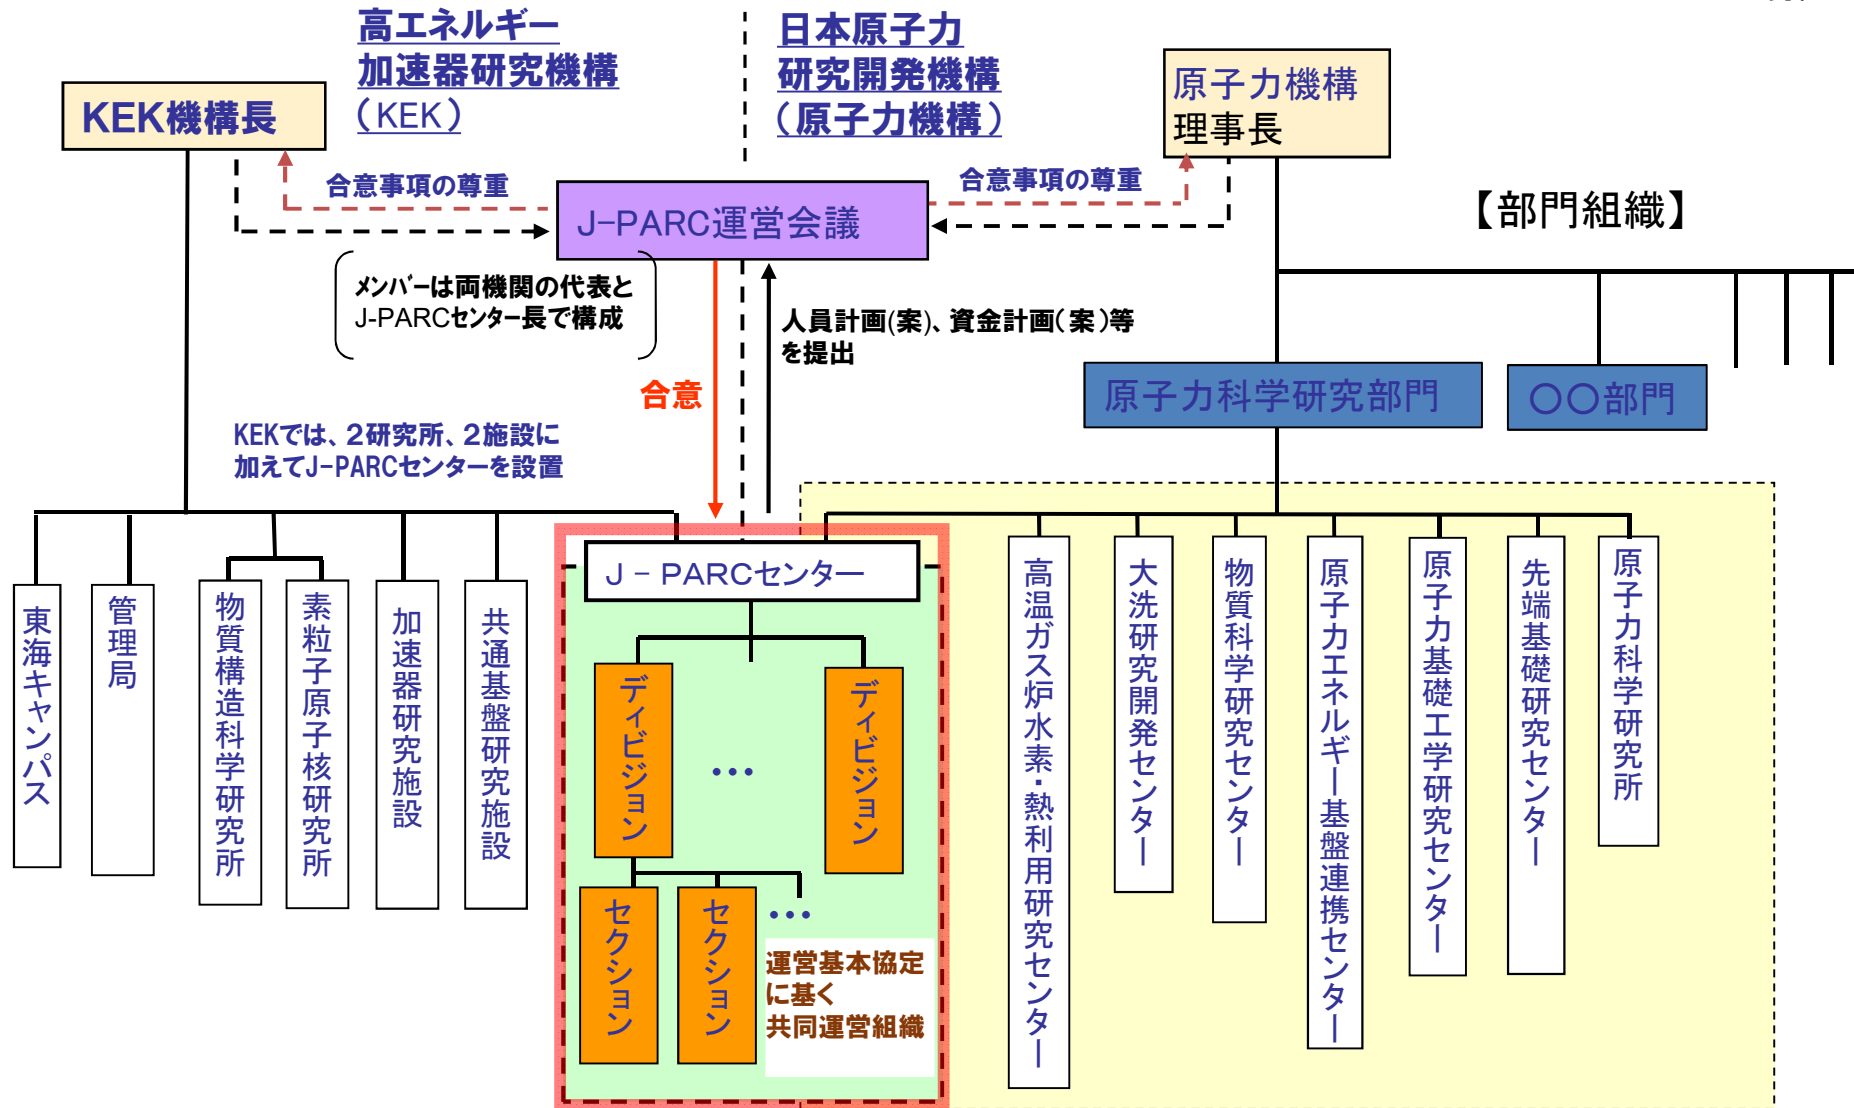 高エネルギー
加速器研究機構
(KEK)
日本原子力
研究開発機構
(原子力機構)
KEK機構長
原子力機構
理事長
合意事項の尊重
合意事項の尊重
J-PARC運営会議
【部門組織】
メンバーは両機関の代表と
J-PARCセンター長で構成
人員計画(案)、資金計画(案)等
を提出
合意
原子力科学研究部門
〇〇部門
KEKでは、2研究所、2施設に
加えてJ-PARCセンターを設置
J-PARCセンター
東海キャンパス
管理局
物質構造科学研究所
素粒子原子核研究所
加速器研究施設
共通基盤研究施設
ディビジョン
…
ディビジョン
セクション
セクション
…
運営基本協定
に基く
共同運営組織
高温ガス炉水素・熱利用研究センター
大洗研究開発センター
物質科学研究センター
原子力エネルギー基盤連携センター
原子力基礎工学研究センター
先端基礎研究センター
原子力科学研究所